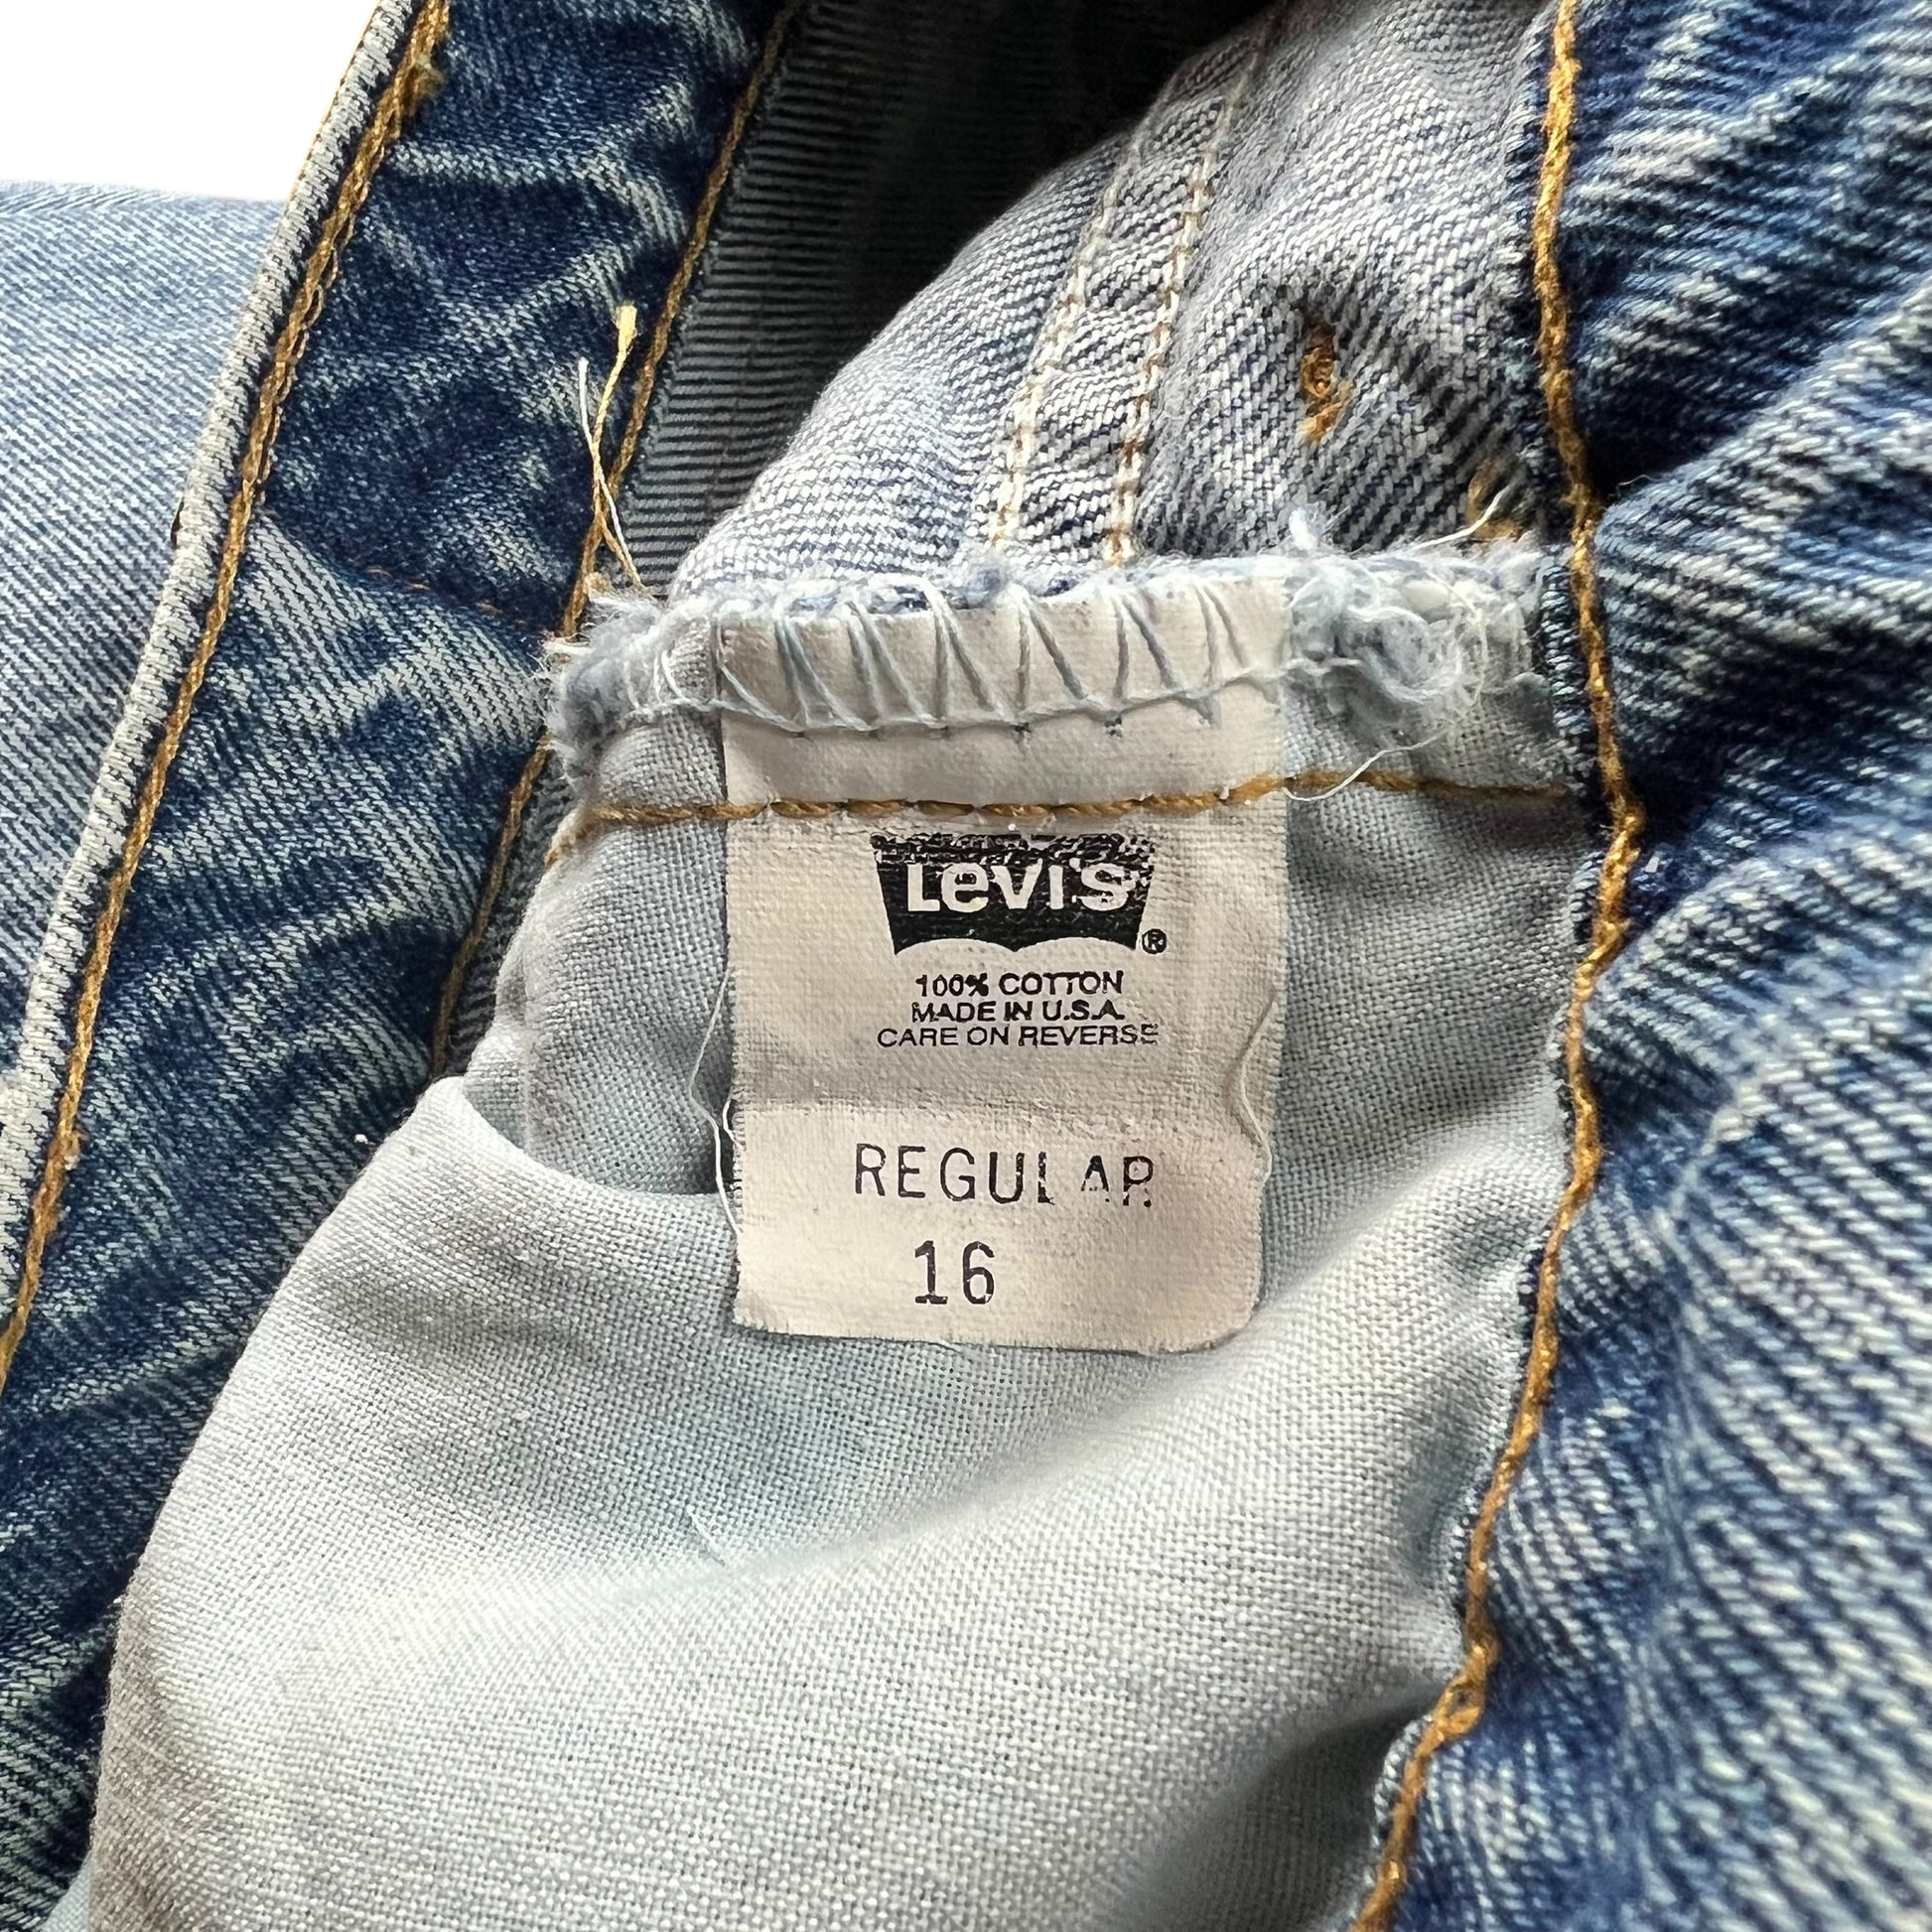 Levi's ®
100% COTTON
MADE IN U.S.A.
CARE ON REVERSE
REGULAR
16